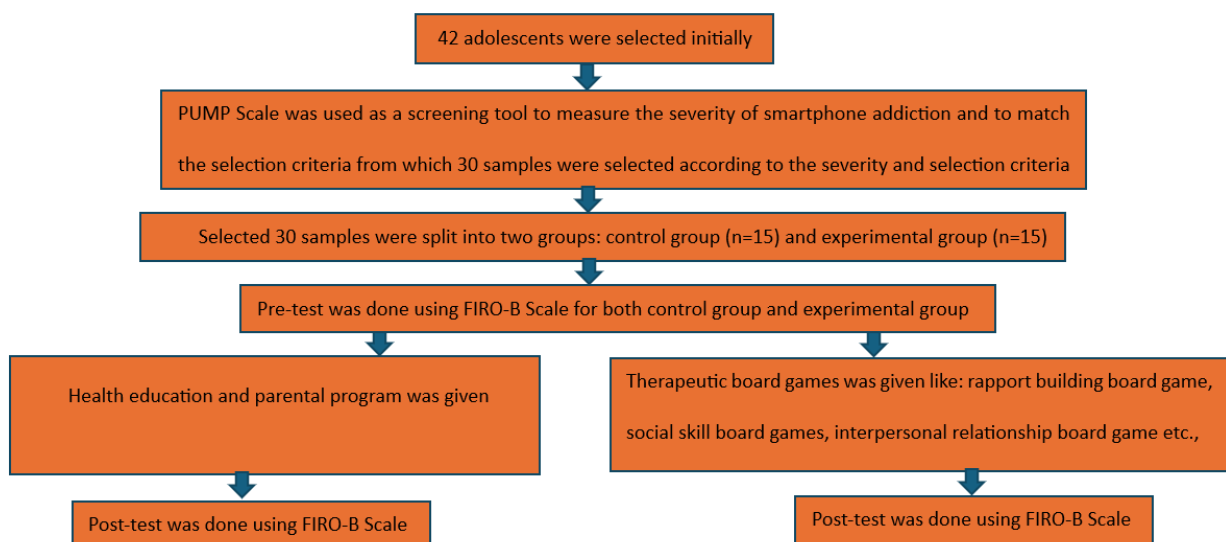 42 adolescents were selected initially
PUMP Scale was used as a screening tool to measure the severity of smartphone addiction and to match
the selection criteria from which 30 samples were selected according to the severity and selection criteria
Selected 30 samples were split into two groups: control group (n=15) and experimental group (n=15)
Pre-test was done using FIRO-B Scale for both control group and experimental group
Health education and parental program was given
Therapeutic board games was given like: rapport building board game,
social skill board games, interpersonal relationship board game etc.,
Post-test was done using FIRO-B Scale
Post-test was done using FIRO-B Scale